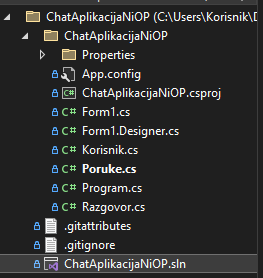 ChatAplikacijaNiOP (C:\Users\Korisnik\D
ChatAplikacijaNiOP
Properties
App.config
ChatAplikacijaNiOP.csproj
C# Form1.cs
C# Form1.Designer.cs
C# Korisnik.cs
C# Poruke.cs
C# Program.cs
C# Razgovor.cs
.gitattributes
.gitignore
ChatAplikacijaNiOP.sln